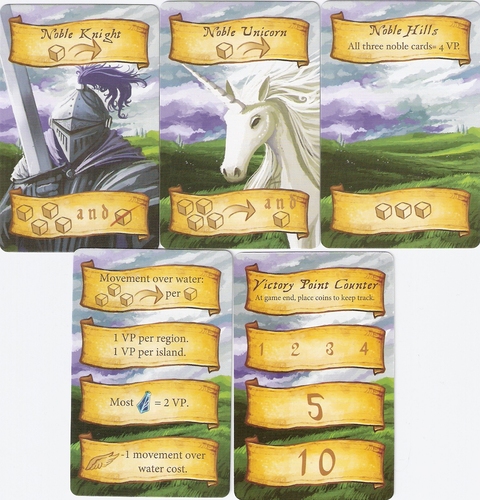 Noble Knight
and
Noble Unicorn
and
Noble Hills
All three noble cards= 4 VP.
Movement over water:
per
1 VP per region.
1 VP per island.
Most = 2 VP.
-1 movement over
water cost.
Victory Point Counter
At game end, place coins to keep track.
1 2 3 4
5
10